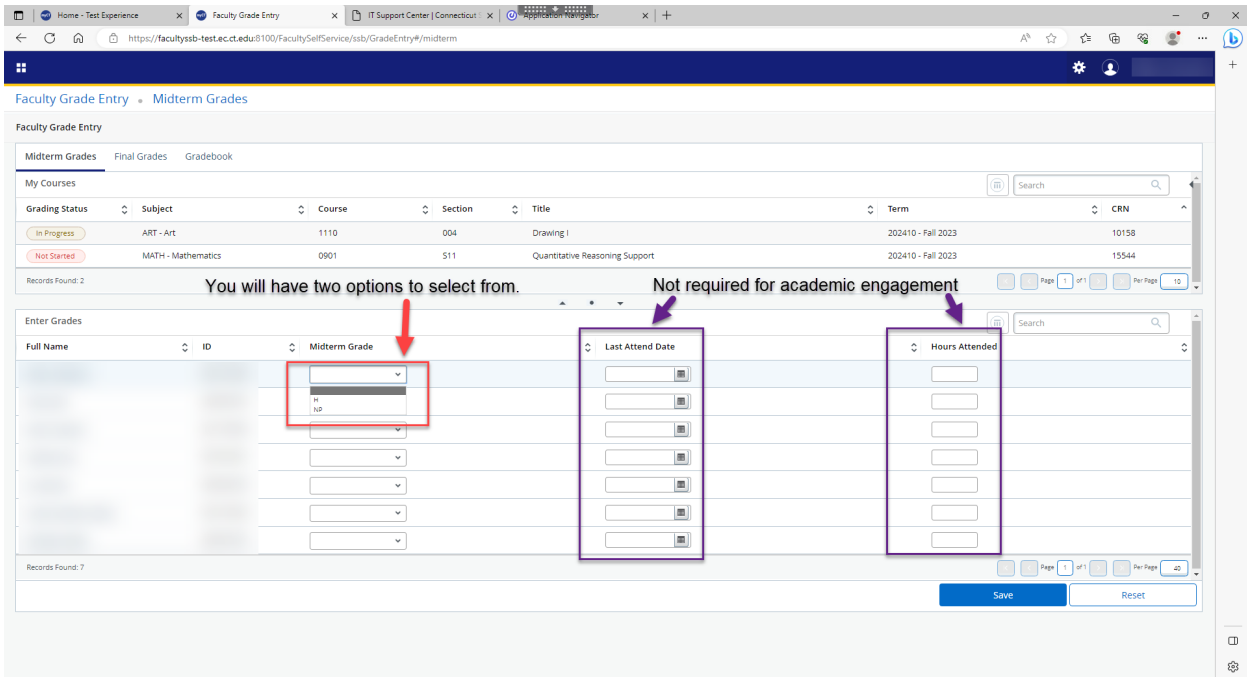 Home - Test Experience
Faculty Grade Entry
IT Support Center | Connecticut
Application Navigator
https://facultyssb-test.ec.ct.edu:8100/FacultySelfService/ssb/GradeEntry#/midterm
Faculty Grade Entry • Midterm Grades
Faculty Grade Entry
Midterm Grades Final Grades Gradebook
My Courses Search
Grading Status Subject Course Section Title Term CRN
In Progress ART - Art 1110 004 Drawing I 202410 - Fall 2023 10158
Not Started MATH - Mathematics 0901 S11 Quantitative Reasoning Support 202410 - Fall 2023 15544
Records Found: 2 Page 1 of 1 Per Page 10
You will have two options to select from.
Not required for academic engagement
Enter Grades Search
Full Name ID Midterm Grade Last Attend Date Hours Attended
H
NP
Records Found: 7 Page 1 of 1 Per Page 40
Save Reset